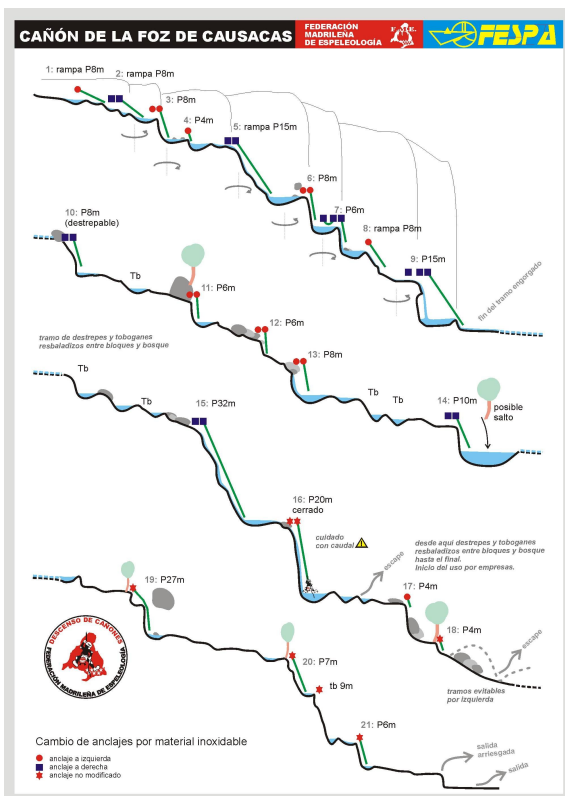 CAÑÓN DE LA FOZ DE CAUSACAS
FEDERACIÓN
MADRILEÑA
DE ESPELEOLOGÍA
F.M.E.
FESPA
1: rampa P8m
2: rampa P8m
3: P8m
4: P4m
5: rampa P15m
6: P8m
7: P6m
8: rampa P8m
9: P15m
fin del tramo engorgado
10: P8m
(destrepable)
Tb
11: P6m
12: P6m
13: P8m
tramo de destrepes y toboganes
resbaladizos entre bloques y bosque
Tb
Tb
14: P10m
posible
salto
Tb
Tb
15: P32m
16: P20m
cerrado
cuidado
con caudal
desde aqui destrepes y toboganes
resbaladizos entre bloques y bosque
hasta el final.
Inicio del uso por empresas.
escape
17: P4m
18: P4m
escape
tramos evitables
por izquierda
19: P27m
20: P7m
tb 9m
21: P6m
salida
arriesgada
salida
DESCENSO DE CAÑONES
FEDERACIÓN MADRILEÑA DE ESPELEOLOGÍA
Cambio de anclajes por material inoxidable
anclaje a izquierda
anclaje a derecha
anclaje no modificado